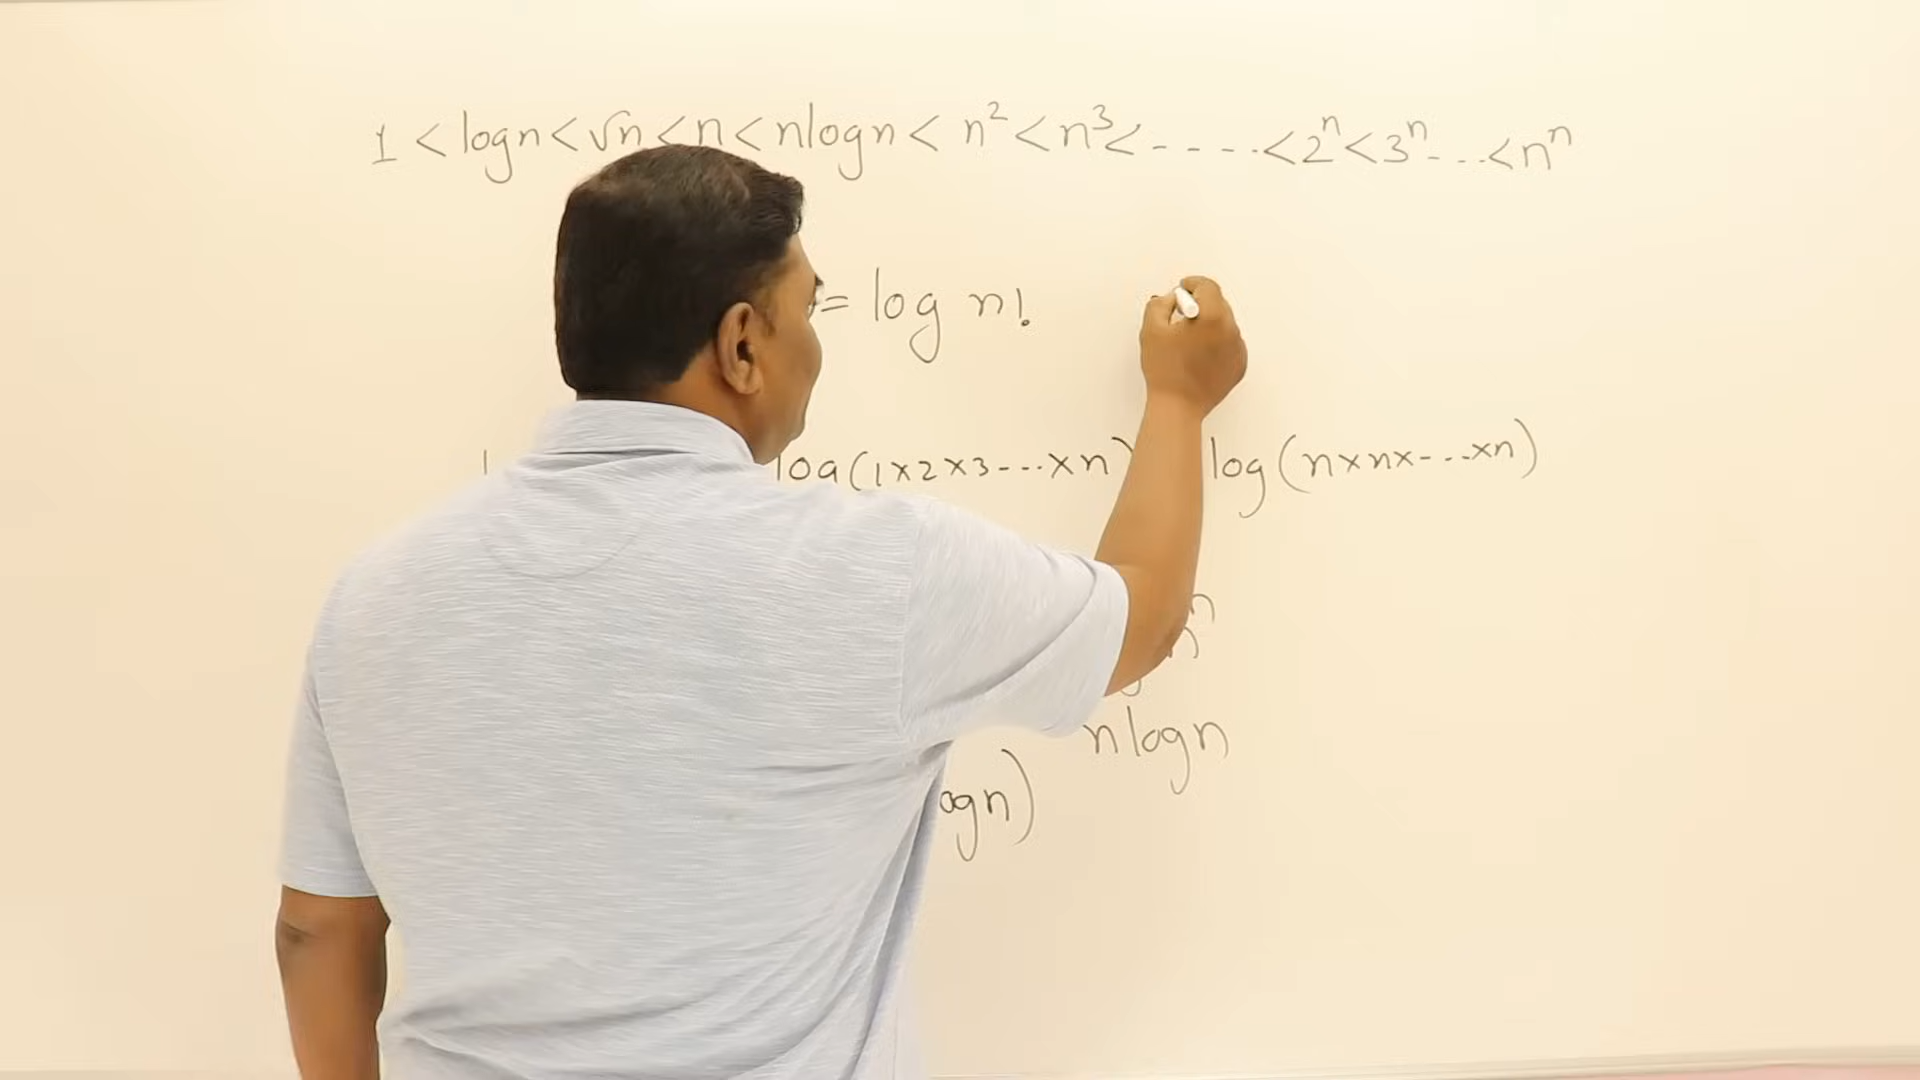 1 < logn < √n < n < nlogn < n² < n³ < - - - - . < 2ⁿ < 3ⁿ - - .. < nⁿ
= log n!
log(1×2×3---..×n) log(n×n×-..-×n)
nlogn
ogn)